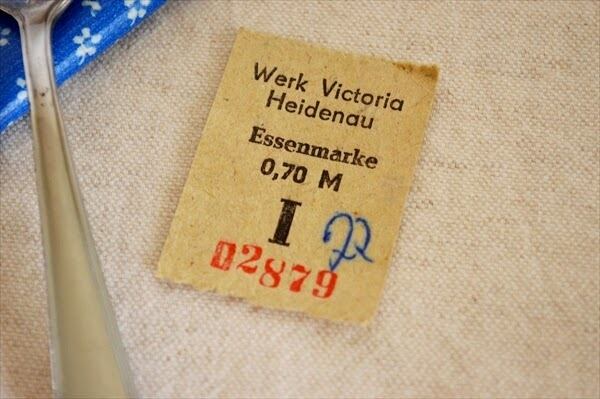 Werk Victoria
Heidenau
Essenmarke
0,70 M
I
02879